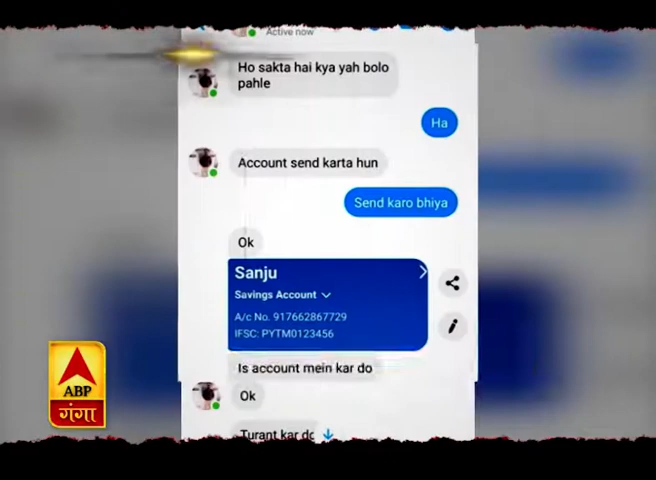 Active now
Ho sakta hai kya yah bolo
pahle
Ha
Account send karta hun
Send karo bhiya
Ok
Sanju
Savings Account
A/c No. 917662867729
IFSC: PYTM0123456
Is account mein kar do
Ok
Turant kar do
ABP
गंगा